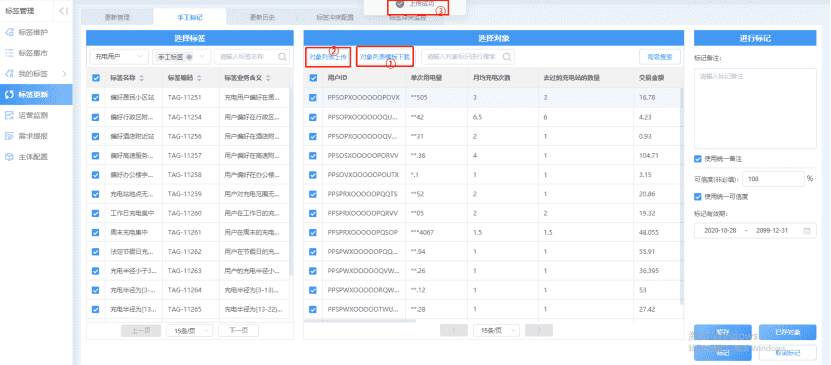 标签管理
标签维护
标签集市
我的标签
标签更新
运营监测
需求提报
主体配置
更新管理 手工标记 更新历史 标签冲突配置 标签冲突监控
上传成功
③
选择标签
充电用户 手工标签 请输入标签名称
标签名称 标签编码 标签业务含义
偏好居民小区站 TAG-11251 充电用户偏好在居...
偏好行政区附... TAG-11254 用户偏好在行政区...
偏好酒店附近站 TAG-11256 用户偏好在酒店附...
偏好高速服务... TAG-11257 用户偏好在高速附...
偏好办公楼宇... TAG-11258 用户偏好在办公楼...
充电站地点无... TAG-11259 用户对充电范围无...
工作日充电集中 TAG-11260 用户在工作日的充...
周末充电集中 TAG-11261 用户在周末的充电...
法定节假日充... TAG-11262 用户在节假日的充...
充电半径小于3... TAG-11263 用户的充电半径小...
充电半径为[3-... TAG-11264 充电半径为[3-13)...
充电半径为[13... TAG-11265 充电半径为[13-22)...
上一页 15条/页 下一页
选择对象
②
对象列表上传 对象列表模板下载 请输入对象标识进行搜索 高级搜索
①
用户ID 单次用电量 月均充电次数 去过的充电站的数量 交易金额
PPSOPXOOOOOOPOVX **505 3 3 16.78
PPSOPXOOOOOOQU... **42 6.5 6 4.23
PPSOPXOOOOOOQV... **31 2 1 0.93
PPSOSXOOOOOPORVV **.36 4 1 104.71
PPSOVXOOOOOPOUTX *.1 1 1 3.15
PPSPRXOOOOOPQQTS **52 2 1 20.86
PPSPRXOOOOOPQRVV **05 2 2 19.32
PPSPRXOOOOOPQSOP ***4067 1.5 1.5 48.055
PPSPWXOOOOOPQQ... **.94 1 1 55.91
PPSPWXOOOOOQVW... **.26 1 1 36.395
PPSPWXOOOOORQW... **.12 1 1 53
PPSPWXOOOOOTWU... **.28 1 1 27.42
15条/页
进行标记
标记备注:
请输入标记备注
使用统一备注
可信度(非必填): 100 %
使用统一可信度
标记有效期:
2020-10-28 - 2099-12-31
暂存 已存对象
标记 取消标记